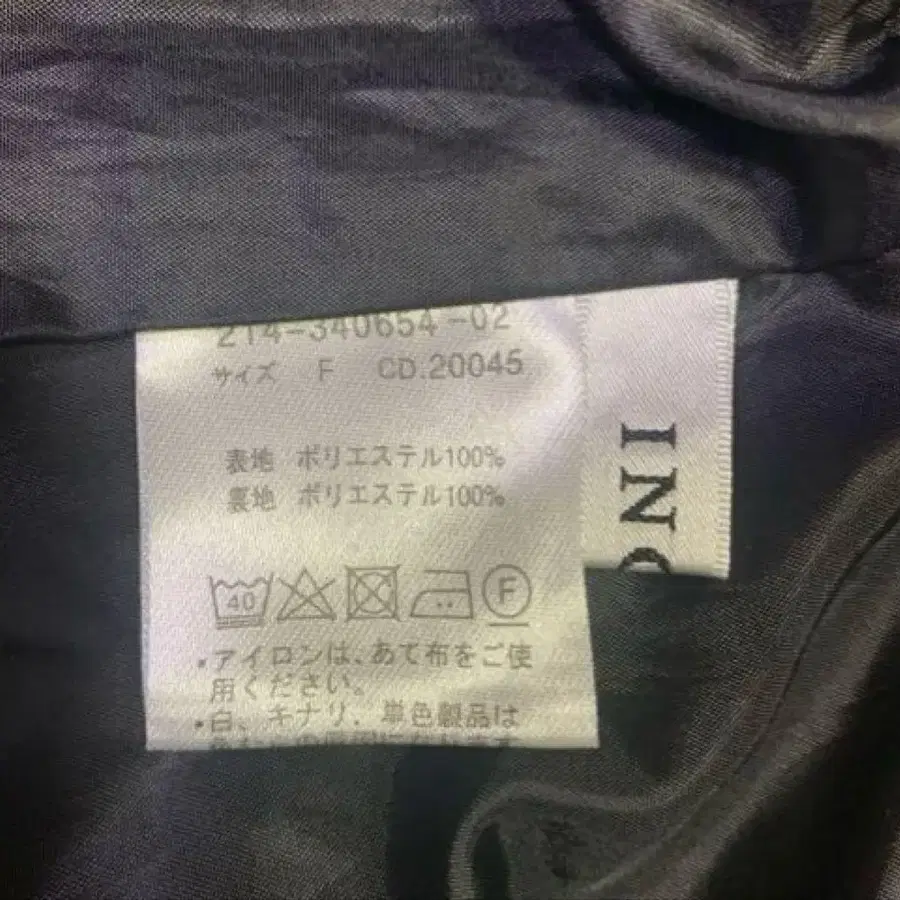 214-340654-02
サイズ F CD.20045
表地 ポリエステル100%
裏地 ポリエステル100%
40 F
*アイロンは、あて布をご使
用ください。
*白、キナリ、単色製品は
IN